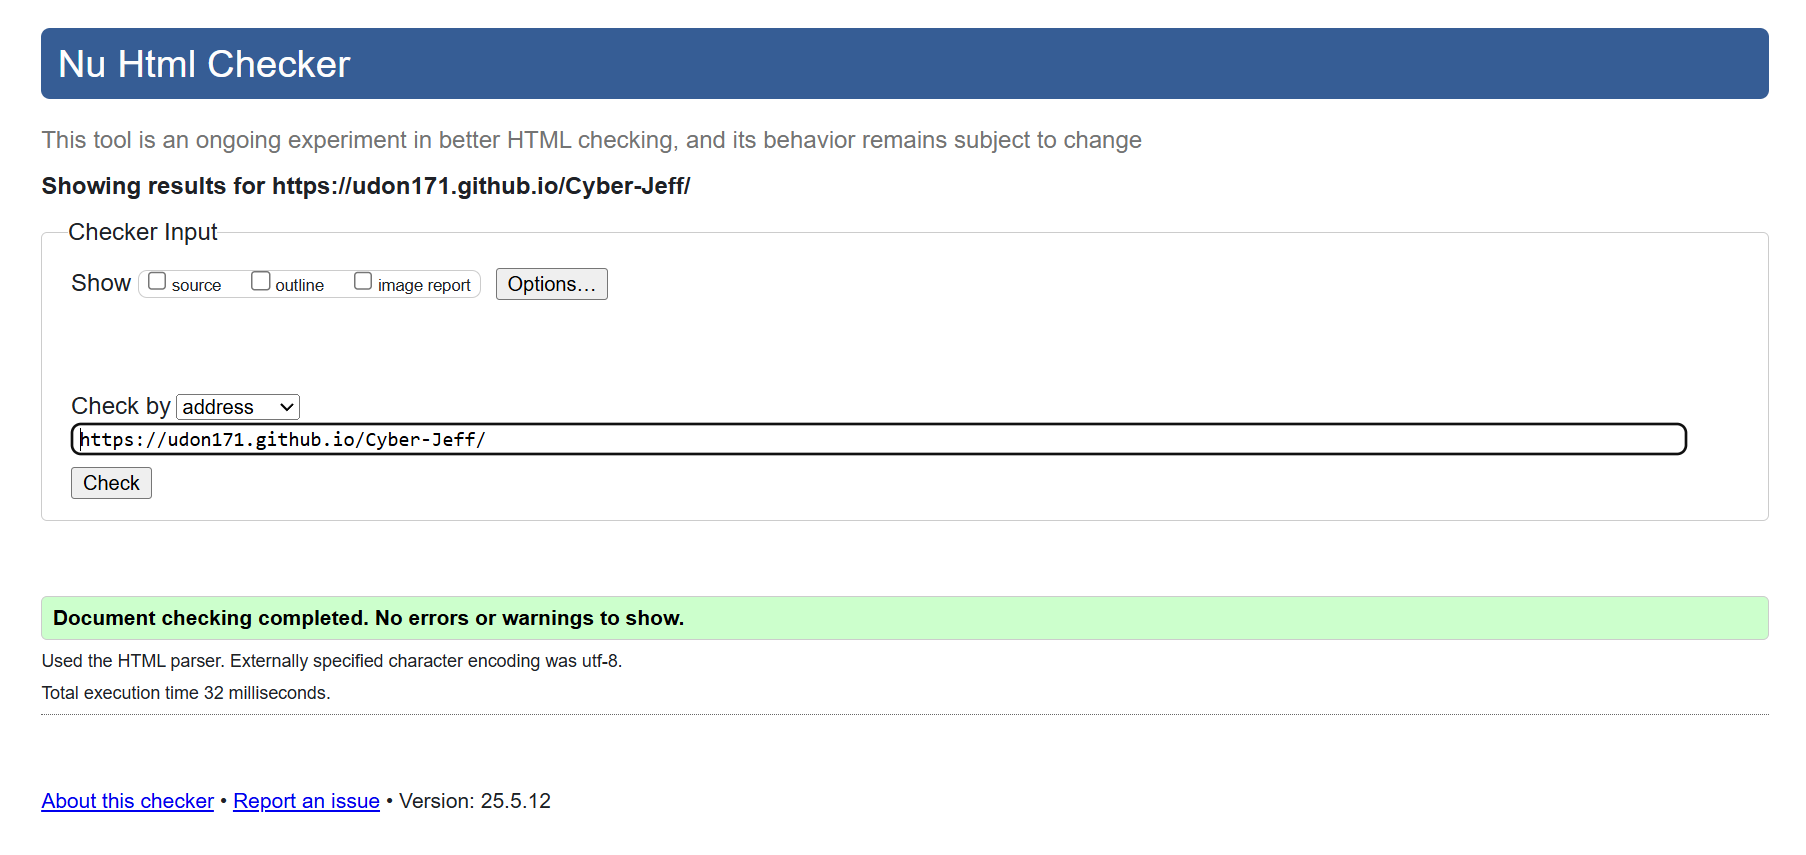 Nu Html Checker
This tool is an ongoing experiment in better HTML checking, and its behavior remains subject to change
Showing results for https://udon171.github.io/Cyber-Jeff/
Checker Input
Show source outline image report Options...
Check by address
https://udon171.github.io/Cyber-Jeff/
Check
Document checking completed. No errors or warnings to show.
Used the HTML parser. Externally specified character encoding was utf-8.
Total execution time 32 milliseconds.
About this checker • Report an issue • Version: 25.5.12